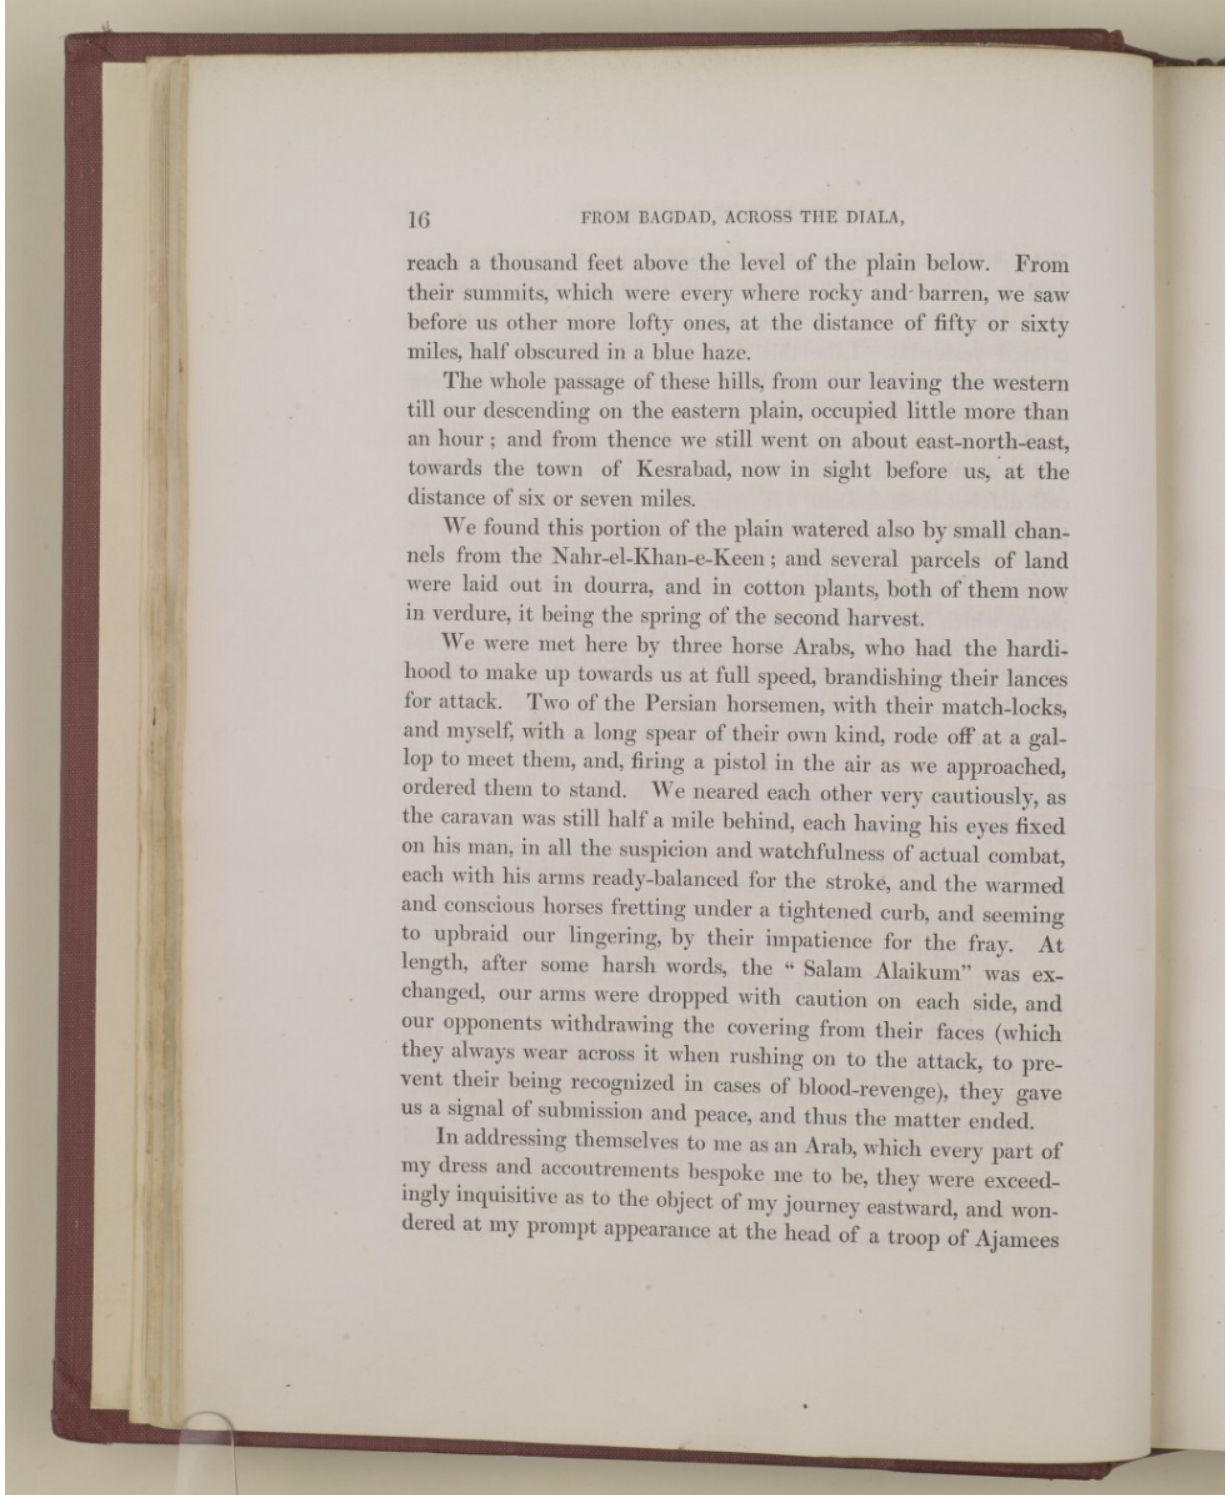 16 FROM BAGDAD, ACROSS THE DIALA,
reach a thousand feet above the level of the plain below. From
their summits, which were every where rocky and barren, we saw
before us other more lofty ones, at the distance of fifty or sixty
miles, half obscured in a blue haze.
The whole passage of these hills, from our leaving the western
till our descending on the eastern plain, occupied little more than
an hour ; and from thence we still went on about east-north-east,
towards the town of Kesrabad, now in sight before us, at the
distance of six or seven miles.
We found this portion of the plain watered also by small chan-
nels from the Nahr-el-Khan-e-Keen ; and several parcels of land
were laid out in dourra, and in cotton plants, both of them now
in verdure, it being the spring of the second harvest.
We were met here by three horse Arabs, who had the hardi-
hood to make up towards us at full speed, brandishing their lances
for attack. Two of the Persian horsemen, with their match-locks,
and myself, with a long spear of their own kind, rode off at a gal-
lop to meet them, and, firing a pistol in the air as we approached,
ordered them to stand. We neared each other very cautiously, as
the caravan was still half a mile behind, each having his eyes fixed
on his man, in all the suspicion and watchfulness of actual combat,
each with his arms ready-balanced for the stroke, and the warmed
and conscious horses fretting under a tightened curb, and seeming
to upbraid our lingering, by their impatience for the fray. At
length, after some harsh words, the “ Salam Alaikum” was ex-
changed, our arms were dropped with caution on each side, and
our opponents withdrawing the covering from their faces (which
they always wear across it when rushing on to the attack, to pre-
vent their being recognized in cases of blood-revenge), they gave
us a signal of submission and peace, and thus the matter ended.
In addressing themselves to me as an Arab, which every part of
my dress and accoutrements bespoke me to be, they were exceed-
ingly inquisitive as to the object of my journey eastward, and won-
dered at my prompt appearance at the head of a troop of Ajamees